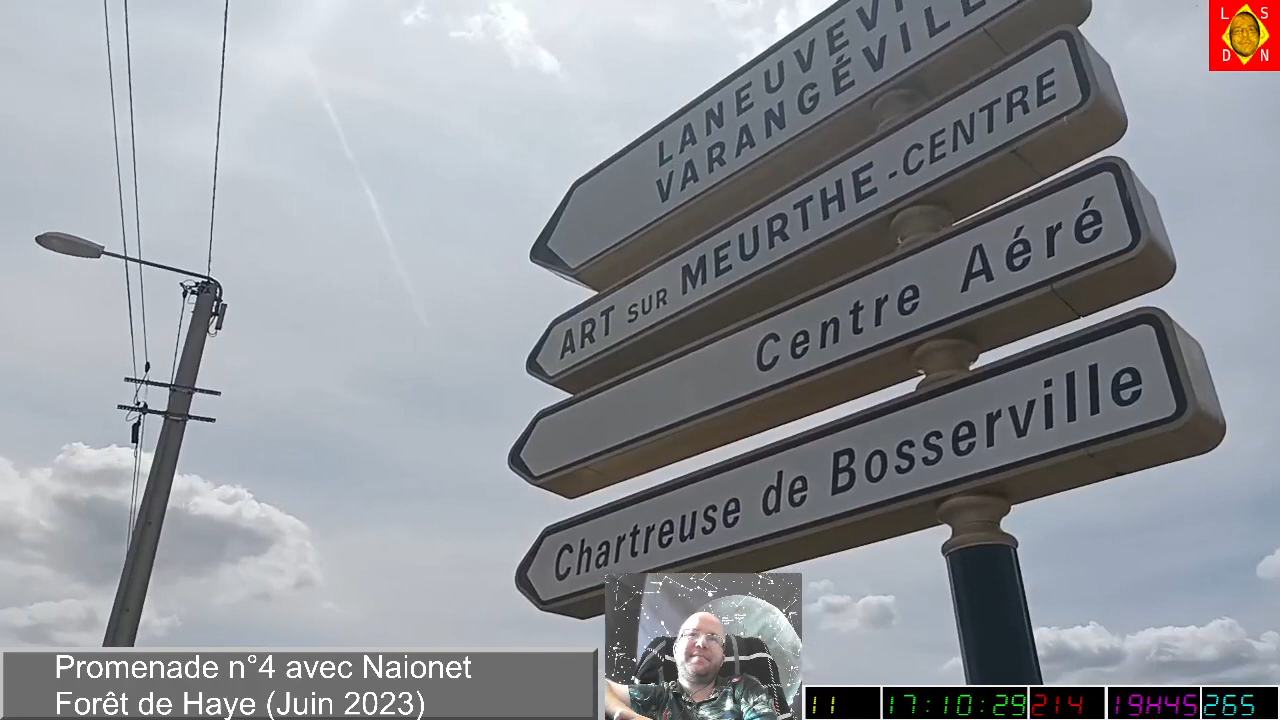 L S
D N
LANEUVEVI
VARANGÉVILLE
ART SUR MEURTHE-CENTRE
Centre Aéré
Chartreuse de Bosserville
Promenade n°4 avec Naionet
Forêt de Haye (Juin 2023)
11 17:10:29 214 19H45 265